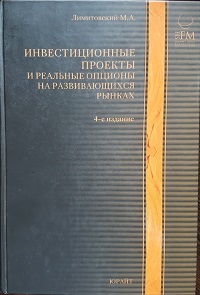 Лимитовский М.А.
ИНВЕСТИЦИОННЫЕ
ПРОЕКТЫ
И РЕАЛЬНЫЕ ОПЦИОНЫ
НА РАЗВИВАЮЩИХСЯ
РЫНКАХ
4-е издание
ЮРАЙТ